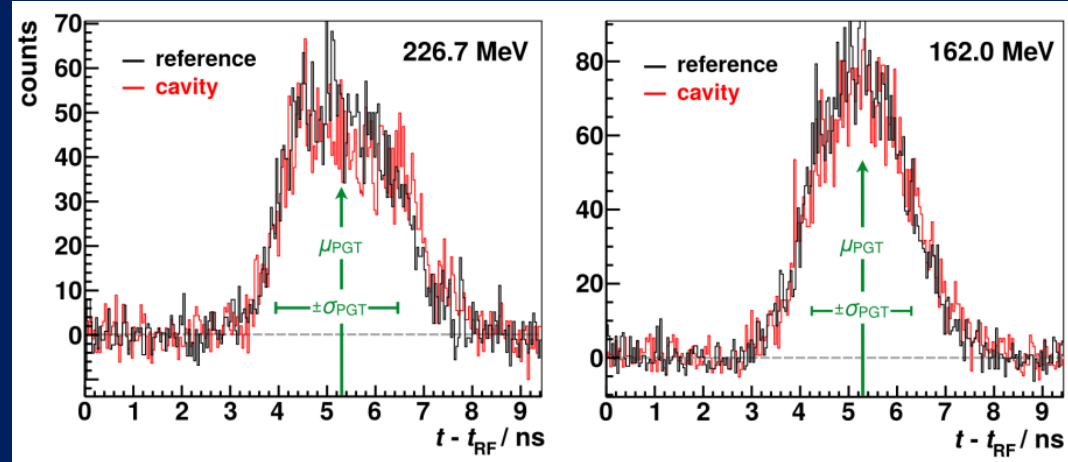 counts
70
60
50
40
30
20
10
0
reference
cavity
226.7 MeV
μPGT
±σPGT
0 1 2 3 4 5 6 7 8 9
t - tRF / ns
80
60
40
20
0
reference
cavity
162.0 MeV
μPGT
±σPGT
0 1 2 3 4 5 6 7 8 9
t - tRF / ns